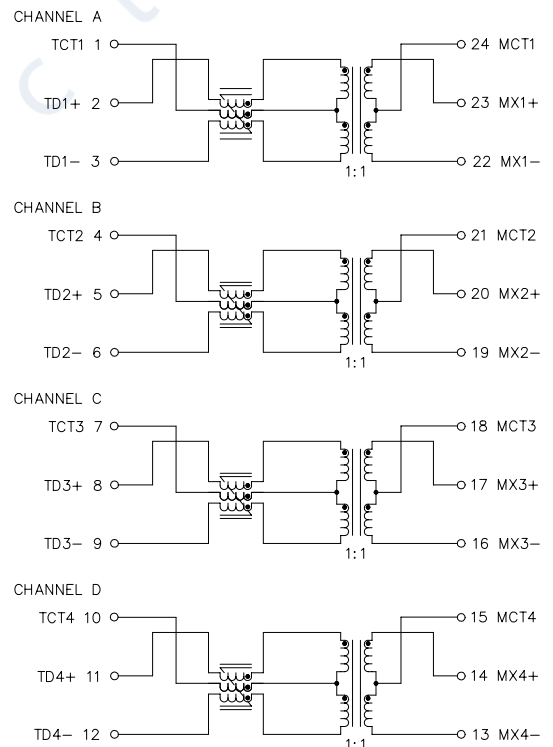 CHANNEL A
TCT1 1
24 MCT1
TD1+ 2
23 MX1+
TD1- 3
22 MX1-
1:1
CHANNEL B
TCT2 4
21 MCT2
TD2+ 5
20 MX2+
TD2- 6
19 MX2-
1:1
CHANNEL C
TCT3 7
18 MCT3
TD3+ 8
17 MX3+
TD3- 9
16 MX3-
1:1
CHANNEL D
TCT4 10
15 MCT4
TD4+ 11
14 MX4+
TD4- 12
13 MX4-
1:1